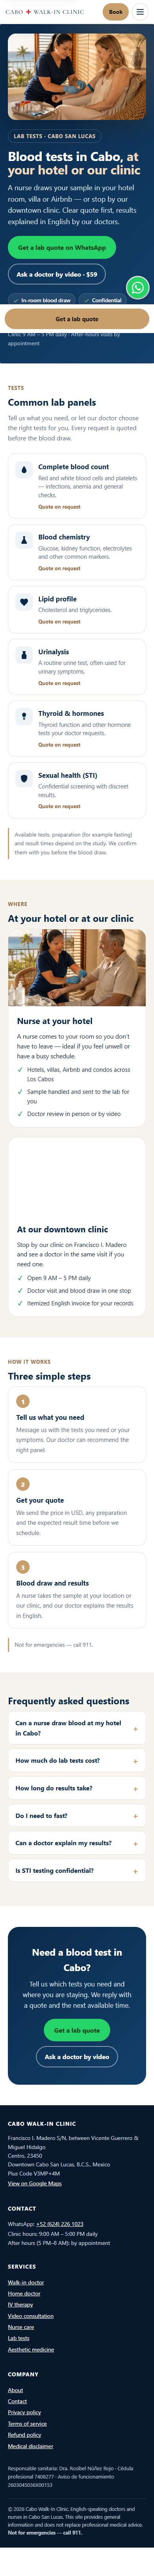 CABO + WALK-IN CLINIC
Book
LAB TESTS · CABO SAN LUCAS
Blood tests in Cabo, at
your hotel or our clinic
A nurse draws your sample in your hotel
room, villa or Airbnb — or stop by our
downtown clinic. Clear quote first, results
explained in English by our doctors.
Get a lab quote on WhatsApp
Ask a doctor by video · $59
✓ In-room blood draw
✓ Confidential
Get a lab quote
Clinic 9 AM – 5 PM daily · After-hours visits by
appointment
TESTS
Common lab panels
Tell us what you need, or let our doctor choose
the right tests for you. Every request is quoted
before the blood draw.
Complete blood count
Red and white blood cells and platelets
— infections, anemia and general
checks.
Quote on request
Blood chemistry
Glucose, kidney function, electrolytes
and other common markers.
Quote on request
Lipid profile
Cholesterol and triglycerides.
Quote on request
Urinalysis
A routine urine test, often used for
urinary symptoms.
Quote on request
Thyroid & hormones
Thyroid function and other hormone
tests your doctor requests.
Quote on request
Sexual health (STI)
Confidential screening with discreet
results.
Quote on request
Available tests, preparation (for example fasting)
and result times depend on the study. We confirm
them with you before the blood draw.
WHERE
At your hotel or at our clinic
Nurse at your hotel
A nurse comes to your room so you don't
have to leave — ideal if you feel unwell or
have a busy schedule.
✓ Hotels, villas, Airbnb and condos across
Los Cabos
✓ Sample handled and sent to the lab for
you
✓ Doctor review in person or by video
At our downtown clinic
Stop by our clinic on Francisco I. Madero
and see a doctor in the same visit if you
need one.
✓ Open 9 AM – 5 PM daily
✓ Doctor visit and blood draw in one stop
✓ Itemized English invoice for your records
HOW IT WORKS
Three simple steps
1
Tell us what you need
Message us with the tests you need or your
symptoms. Our doctor can recommend the
right panel.
2
Get your quote
We send the price in USD, any preparation
and the expected result time before we
schedule.
3
Blood draw and results
A nurse takes the sample at your location or
our clinic, and our doctor explains the results
in English.
Not for emergencies — call 911.
Frequently asked questions
Can a nurse draw blood at my hotel
in Cabo? +
How much do lab tests cost? +
How long do results take? +
Do I need to fast? +
Can a doctor explain my results? +
Is STI testing confidential? +
Need a blood test in
Cabo?
Tell us which tests you need and
where you are staying. We reply with
a quote and the next available time.
Get a lab quote
Ask a doctor by video
CABO WALK-IN CLINIC
Francisco I. Madero S/N, between Vicente Guerrero &
Miguel Hidalgo
Centro, 23450
Downtown Cabo San Lucas, B.C.S., Mexico
Plus Code V3MP+4M
View on Google Maps
CONTACT
WhatsApp: +52 (624) 226 1023
Clinic hours: 9:00 AM – 5:00 PM daily
After hours (5 PM–8 AM): by appointment
SERVICES
Walk-in doctor
Hotel doctor
IV therapy
Video consultation
Nurse care
Lab tests
Aesthetic medicine
COMPANY
About
Contact
Privacy policy
Terms of service
Refund policy
Medical disclaimer
Responsable sanitaria: Dra. Rosibel Núñez Rojo · Cédula
profesional 7408277 · Aviso de funcionamiento
© 2026 Cabo Walk-In Clinic. English-speaking doctors and
nurses in Cabo San Lucas. This site provides general
information and does not replace professional medical advice.
Not for emergencies — call 911.